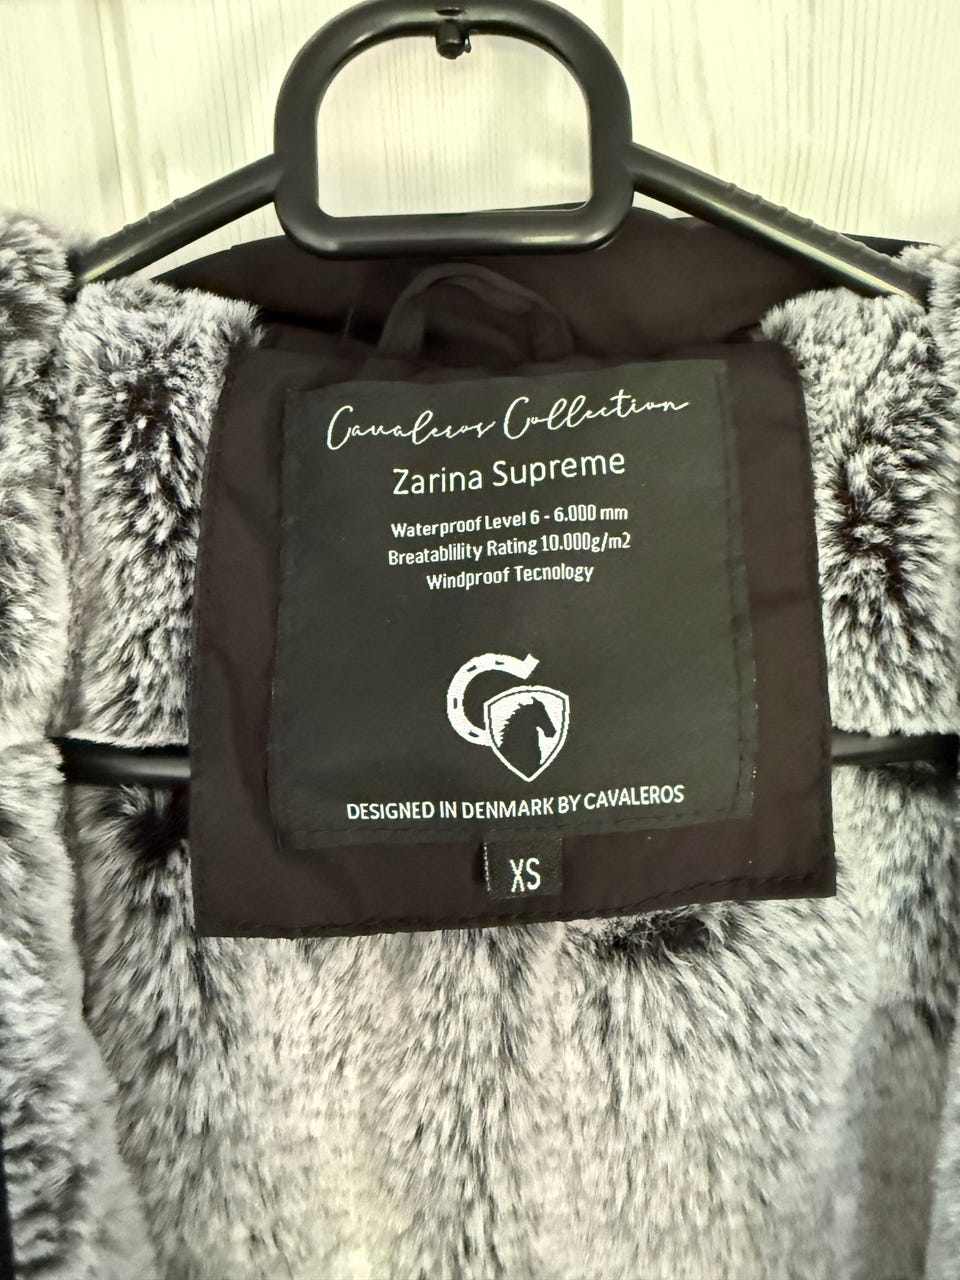 Cavaleros Collection
Zarina Supreme
Waterproof Level 6 - 6.000 mm
Breatablility Rating 10.000g/m2
Windproof Tecnology
DESIGNED IN DENMARK BY CAVALEROS
XS